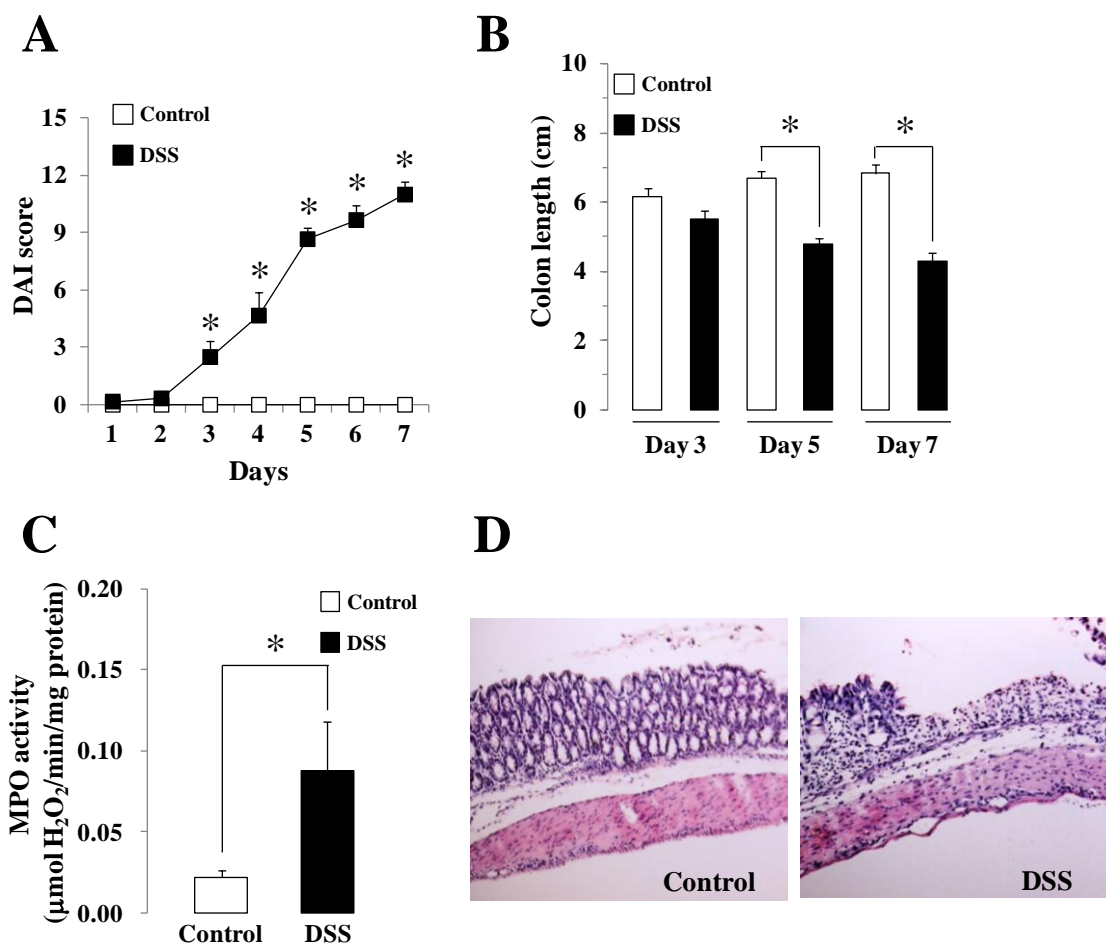 A
Control
DSS
15
12
9
6
3
0
DAI score
* * * * *
1 2 3 4 5 6 7
Days
B
Control
DSS
10
8
6
4
2
0
Colon length (cm)
* *
Day 3 Day 5 Day 7
C
Control
DSS
0.20
0.15
0.10
0.05
0.00
MPO activity
(μmol H₂O₂/min/mg protein)
*
Control DSS
D
Control
DSS